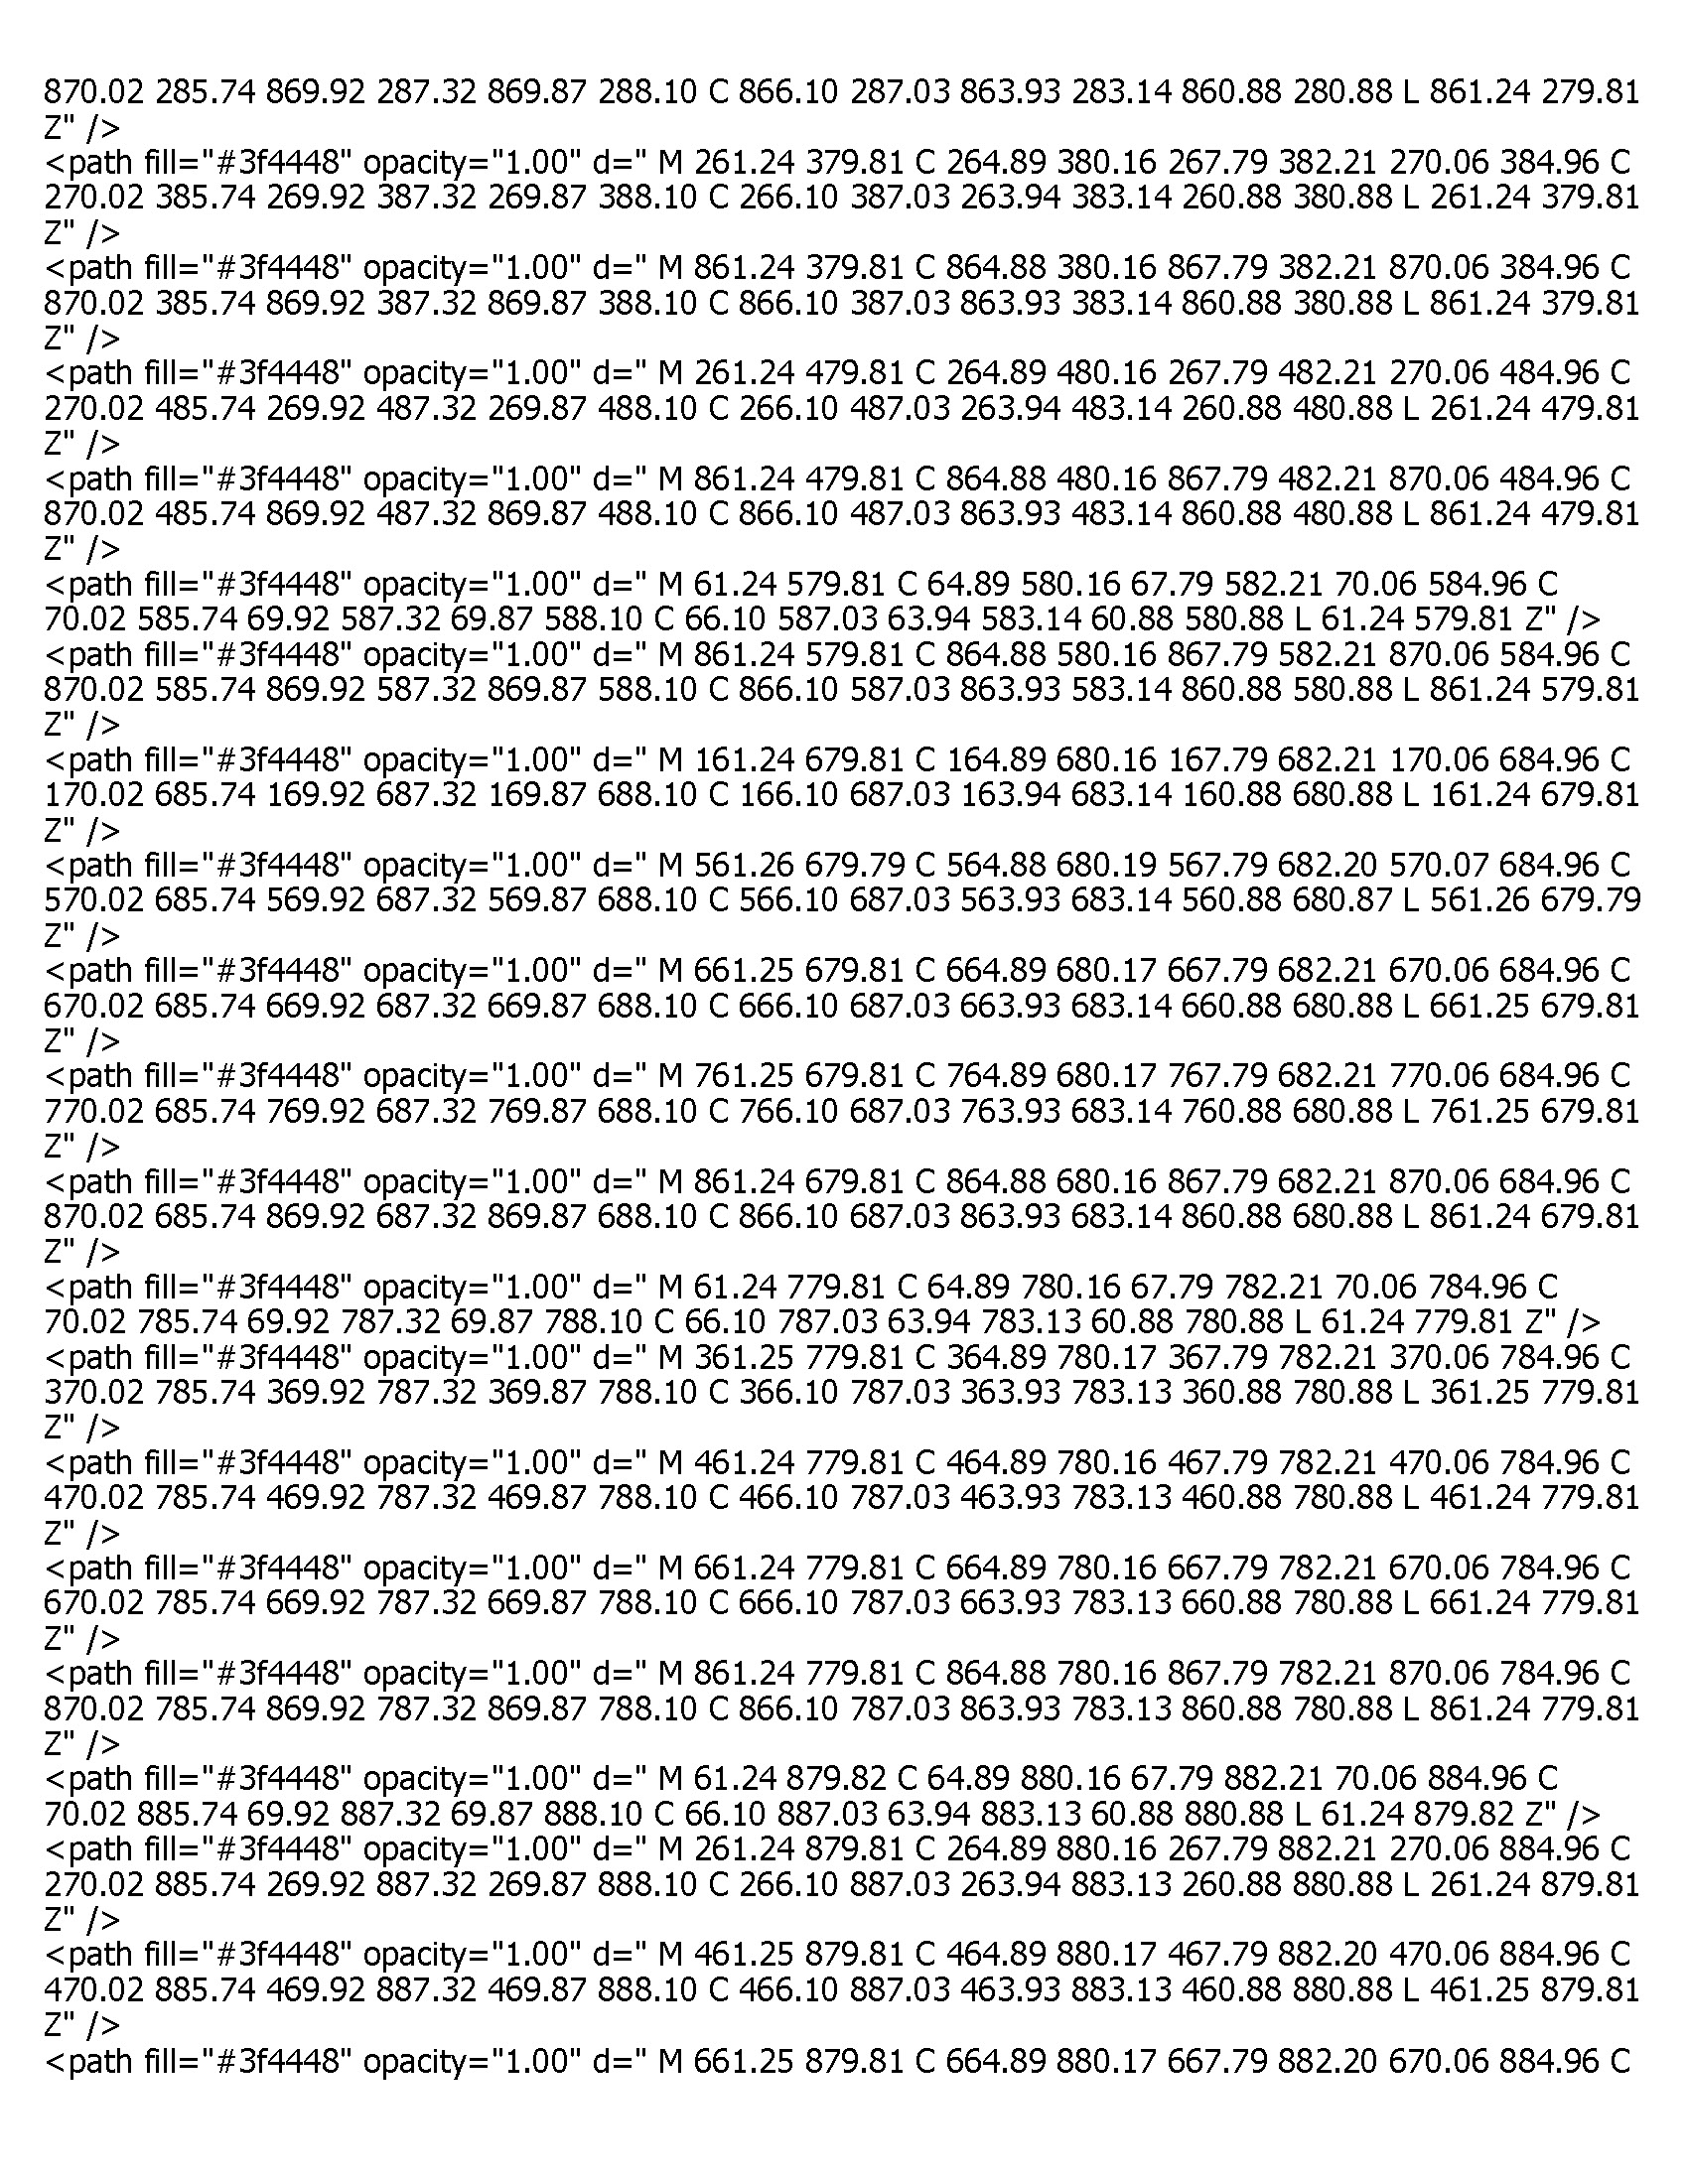 870.02 285.74 869.92 287.32 869.87 288.10 C 866.10 287.03 863.93 283.14 860.88 280.88 L 861.24 279.81
Z" />
<path fill="#3f4448" opacity="1.00" d=" M 261.24 379.81 C 264.89 380.16 267.79 382.21 270.06 384.96 C
270.02 385.74 269.92 387.32 269.87 388.10 C 266.10 387.03 263.94 383.14 260.88 380.88 L 261.24 379.81
Z" />
<path fill="#3f4448" opacity="1.00" d=" M 861.24 379.81 C 864.88 380.16 867.79 382.21 870.06 384.96 C
870.02 385.74 869.92 387.32 869.87 388.10 C 866.10 387.03 863.93 383.14 860.88 380.88 L 861.24 379.81
Z" />
<path fill="#3f4448" opacity="1.00" d=" M 261.24 479.81 C 264.89 480.16 267.79 482.21 270.06 484.96 C
270.02 485.74 269.92 487.32 269.87 488.10 C 266.10 487.03 263.94 483.14 260.88 480.88 L 261.24 479.81
Z" />
<path fill="#3f4448" opacity="1.00" d=" M 861.24 479.81 C 864.88 480.16 867.79 482.21 870.06 484.96 C
870.02 485.74 869.92 487.32 869.87 488.10 C 866.10 487.03 863.93 483.14 860.88 480.88 L 861.24 479.81
Z" />
<path fill="#3f4448" opacity="1.00" d=" M 61.24 579.81 C 64.89 580.16 67.79 582.21 70.06 584.96 C
70.02 585.74 69.92 587.32 69.87 588.10 C 66.10 587.03 63.94 583.14 60.88 580.88 L 61.24 579.81 Z" />
<path fill="#3f4448" opacity="1.00" d=" M 861.24 579.81 C 864.88 580.16 867.79 582.21 870.06 584.96 C
870.02 585.74 869.92 587.32 869.87 588.10 C 866.10 587.03 863.93 583.14 860.88 580.88 L 861.24 579.81
Z" />
<path fill="#3f4448" opacity="1.00" d=" M 161.24 679.81 C 164.89 680.16 167.79 682.21 170.06 684.96 C
170.02 685.74 169.92 687.32 169.87 688.10 C 166.10 687.03 163.94 683.14 160.88 680.88 L 161.24 679.81
Z" />
<path fill="#3f4448" opacity="1.00" d=" M 561.26 679.79 C 564.88 680.19 567.79 682.20 570.07 684.96 C
570.02 685.74 569.92 687.32 569.87 688.10 C 566.10 687.03 563.93 683.14 560.88 680.87 L 561.26 679.79
Z" />
<path fill="#3f4448" opacity="1.00" d=" M 661.25 679.81 C 664.89 680.17 667.79 682.21 670.06 684.96 C
670.02 685.74 669.92 687.32 669.87 688.10 C 666.10 687.03 663.93 683.14 660.88 680.88 L 661.25 679.81
Z" />
<path fill="#3f4448" opacity="1.00" d=" M 761.25 679.81 C 764.89 680.17 767.79 682.21 770.06 684.96 C
770.02 685.74 769.92 687.32 769.87 688.10 C 766.10 687.03 763.93 683.14 760.88 680.88 L 761.25 679.81
Z" />
<path fill="#3f4448" opacity="1.00" d=" M 861.24 679.81 C 864.88 680.16 867.79 682.21 870.06 684.96 C
870.02 685.74 869.92 687.32 869.87 688.10 C 866.10 687.03 863.93 683.14 860.88 680.88 L 861.24 679.81
Z" />
<path fill="#3f4448" opacity="1.00" d=" M 61.24 779.81 C 64.89 780.16 67.79 782.21 70.06 784.96 C
70.02 785.74 69.92 787.32 69.87 788.10 C 66.10 787.03 63.94 783.13 60.88 780.88 L 61.24 779.81 Z" />
<path fill="#3f4448" opacity="1.00" d=" M 361.25 779.81 C 364.89 780.17 367.79 782.21 370.06 784.96 C
370.02 785.74 369.92 787.32 369.87 788.10 C 366.10 787.03 363.93 783.13 360.88 780.88 L 361.25 779.81
Z" />
<path fill="#3f4448" opacity="1.00" d=" M 461.24 779.81 C 464.89 780.16 467.79 782.21 470.06 784.96 C
470.02 785.74 469.92 787.32 469.87 788.10 C 466.10 787.03 463.93 783.13 460.88 780.88 L 461.24 779.81
Z" />
<path fill="#3f4448" opacity="1.00" d=" M 661.24 779.81 C 664.89 780.16 667.79 782.21 670.06 784.96 C
670.02 785.74 669.92 787.32 669.87 788.10 C 666.10 787.03 663.93 783.13 660.88 780.88 L 661.24 779.81
Z" />
<path fill="#3f4448" opacity="1.00" d=" M 861.24 779.81 C 864.88 780.16 867.79 782.21 870.06 784.96 C
870.02 785.74 869.92 787.32 869.87 788.10 C 866.10 787.03 863.93 783.13 860.88 780.88 L 861.24 779.81
Z" />
<path fill="#3f4448" opacity="1.00" d=" M 61.24 879.82 C 64.89 880.16 67.79 882.21 70.06 884.96 C
70.02 885.74 69.92 887.32 69.87 888.10 C 66.10 887.03 63.94 883.13 60.88 880.88 L 61.24 879.82 Z" />
<path fill="#3f4448" opacity="1.00" d=" M 261.24 879.81 C 264.89 880.16 267.79 882.21 270.06 884.96 C
270.02 885.74 269.92 887.32 269.87 888.10 C 266.10 887.03 263.94 883.13 260.88 880.88 L 261.24 879.81
Z" />
<path fill="#3f4448" opacity="1.00" d=" M 461.25 879.81 C 464.89 880.17 467.79 882.20 470.06 884.96 C
470.02 885.74 469.92 887.32 469.87 888.10 C 466.10 887.03 463.93 883.13 460.88 880.88 L 461.25 879.81
Z" />
<path fill="#3f4448" opacity="1.00" d=" M 661.25 879.81 C 664.89 880.17 667.79 882.20 670.06 884.96 C